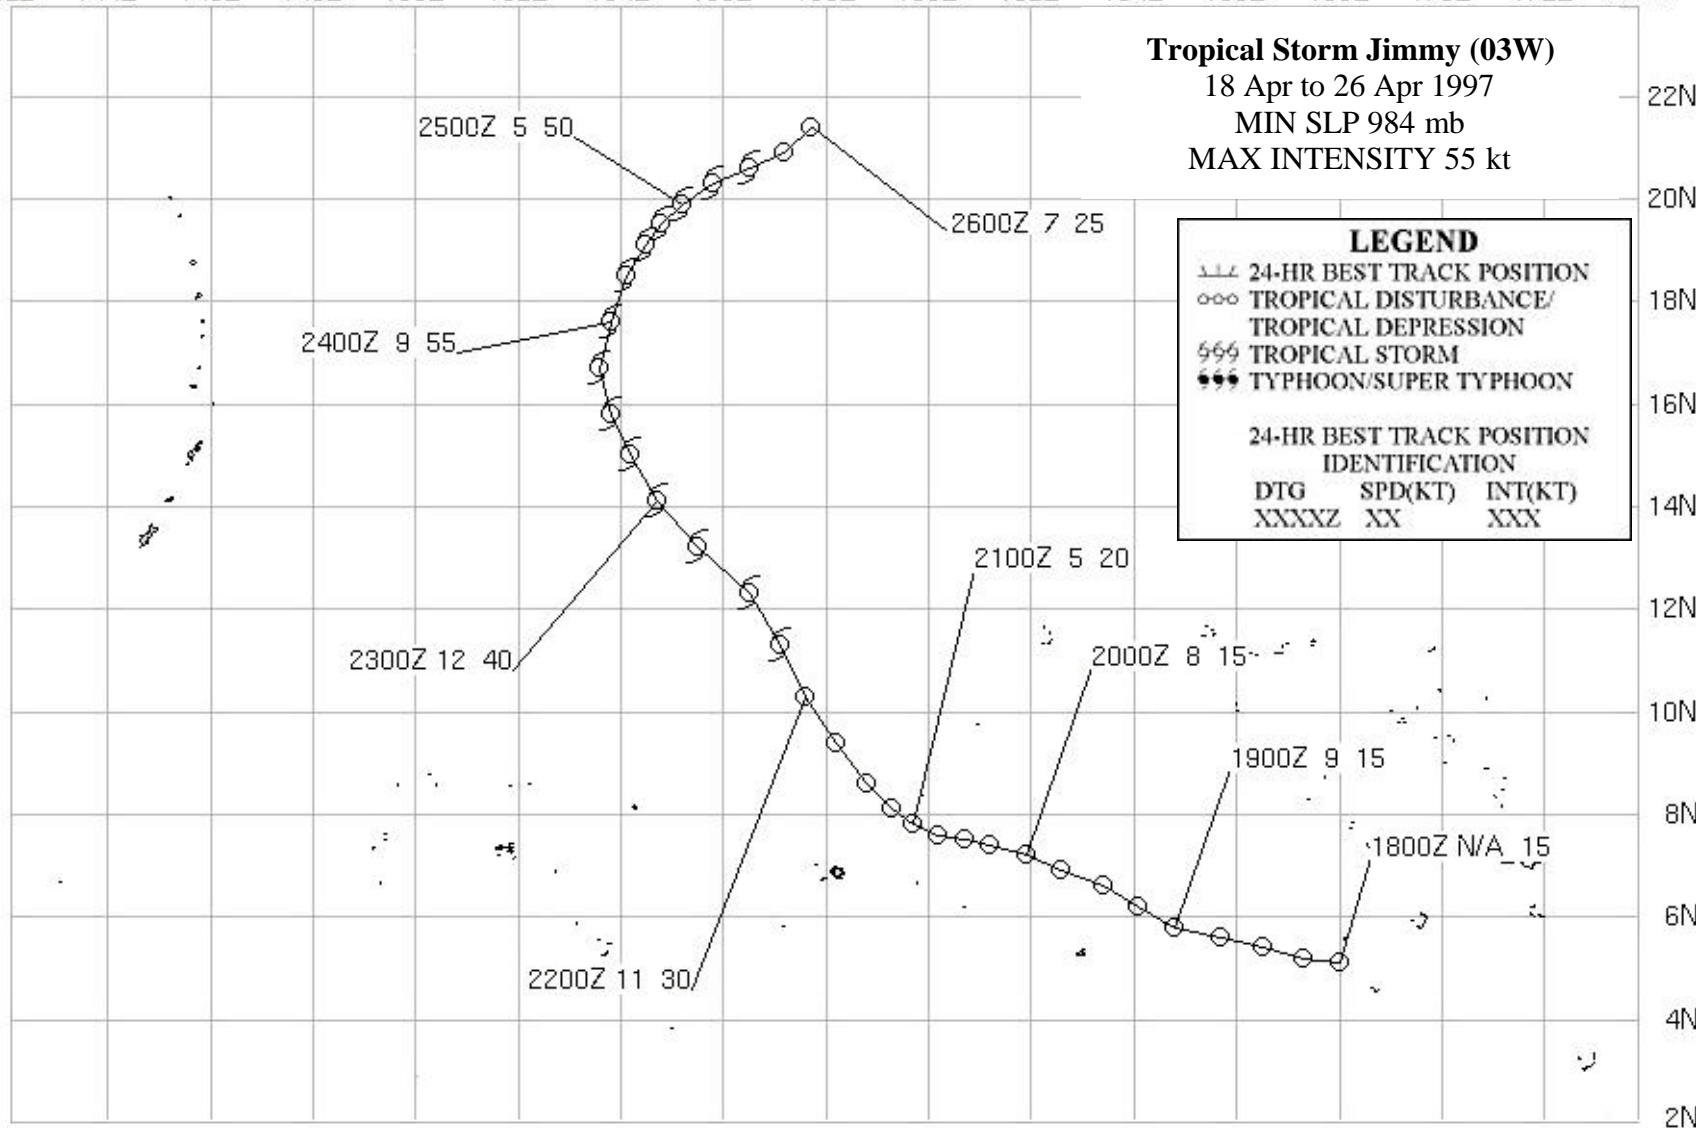 Tropical Storm Jimmy (03W)
18 Apr to 26 Apr 1997
MIN SLP 984 mb
MAX INTENSITY 55 kt
22N
20N
18N
16N
14N
12N
10N
8N
6N
4N
2N
LEGEND
24-HR BEST TRACK POSITION
TROPICAL DISTURBANCE/
TROPICAL DEPRESSION
TROPICAL STORM
TYPHOON/SUPER TYPHOON
24-HR BEST TRACK POSITION
IDENTIFICATION
DTG SPD(KT) INT(KT)
XXXXZ XX XXX
2500Z 5 50
2600Z 7 25
2400Z 9 55
2300Z 12 40
2100Z 5 20
2000Z 8 15
1900Z 9 15
1800Z N/A 15
2200Z 11 30